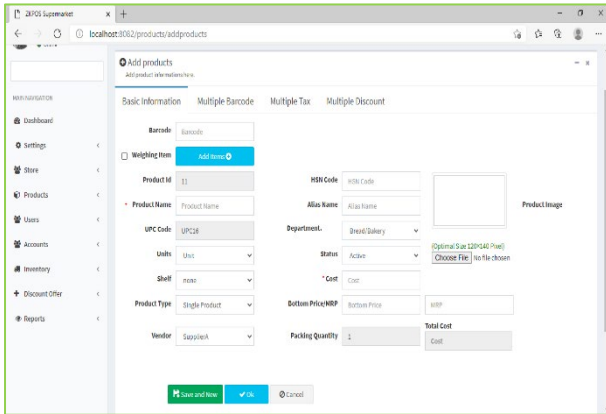 ZKPOS Supermarket
localhost:8082/products/addproducts
Add products
Add product informations here.
MAIN NAVIGATION
Basic Information Multiple Barcode Multiple Tax Multiple Discount
Dashboard
Settings
Store
Products
Users
Accounts
Inventory
Discount Offer
Reports
Barcode Barcode
Weighing Item Add Items
Product Id 11 HSN Code HSN Code
* Product Name Product Name Alias Name Alias Name Product Image
UPC Code UPC16 Department. Bread/Bakery
(Optimal Size 120*140 Pixel)
Units Unit Status Active Choose File No file chosen
Shelf none *Cost Cost
Product Type Single Product Bottom Price/MRP Bottom Price MRP
Total Cost
Vendor SupplierA Packing Quantity 1 Cost
Save and New Ok Cancel